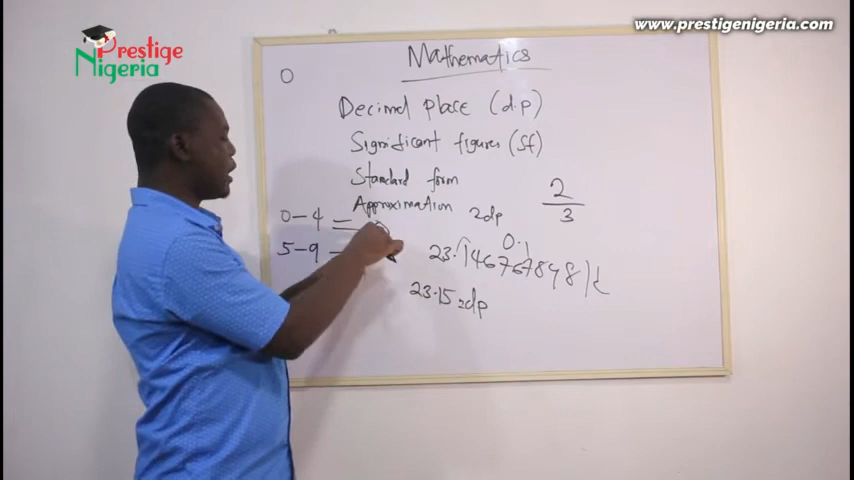 www.prestigenigeria.com
Prestige
Nigeria
Mathematics
0
Decimal place (d.p)
Significant figures (Sf)
Standard form
Approximation 2dp
2
3
0-4 =
5-9 -
0.1
23.146767898
23.15 2dp